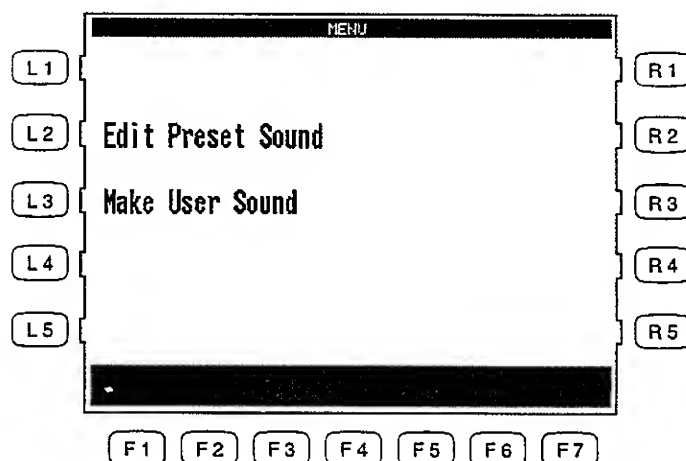 MENU
L1 R1
L2 Edit Preset Sound R2
L3 Make User Sound R3
L4 R4
L5 R5
F1 F2 F3 F4 F5 F6 F7